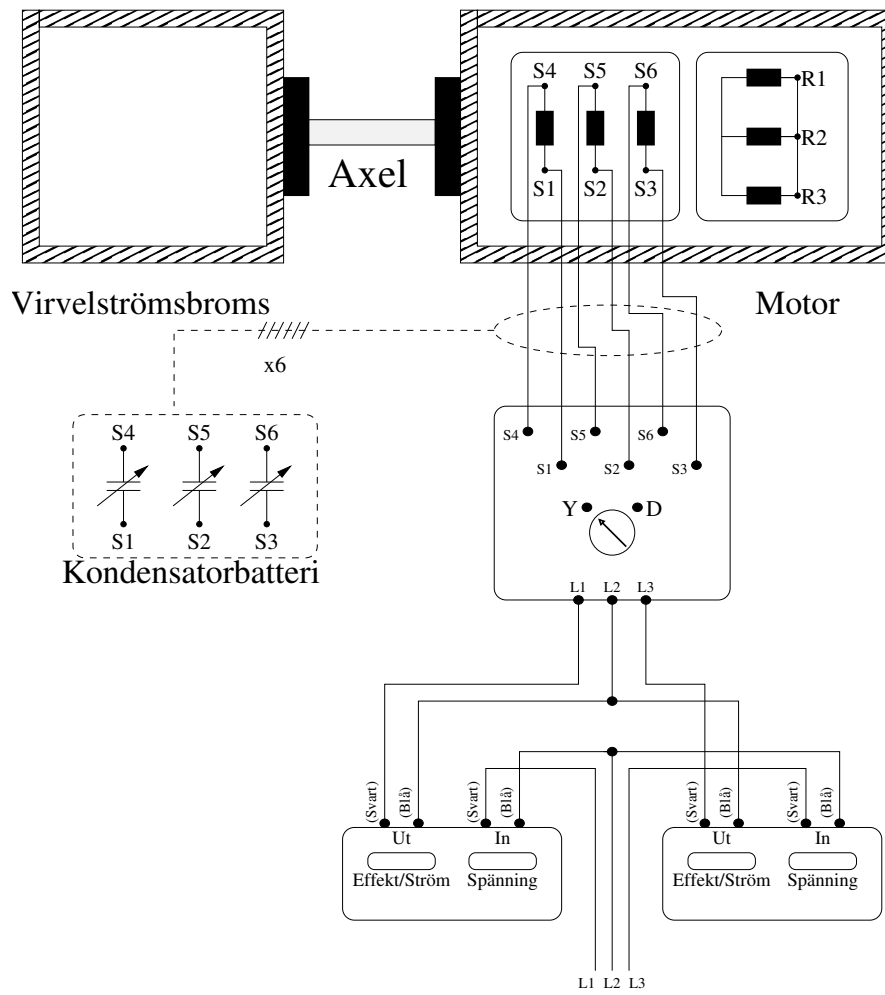 S4 S5 S6
S1 S2 S3
R1
R2
R3
Axel
Virvelströmsbroms
Motor
x6
S4 S5 S6
S1 S2 S3
Kondensatorbatteri
S4 S5 S6
S1 S2 S3
Y D
L1 L2 L3
(Svart) (Blå) (Svart) (Blå)
Ut In
Effekt/Ström Spänning
(Svart) (Blå) (Svart) (Blå)
Ut In
Effekt/Ström Spänning
L1 L2 L3